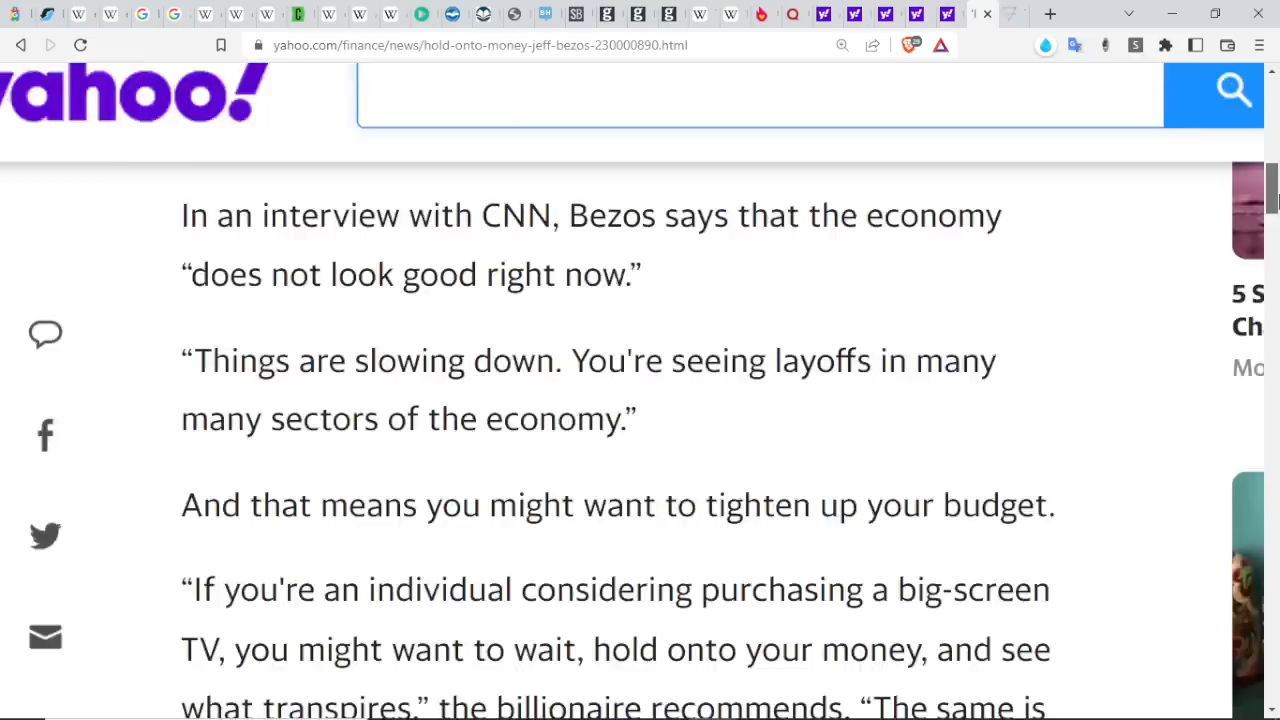 yahoo.com/finance/news/hold-onto-money-jeff-bezos-230000890.html
yahoo!
In an interview with CNN, Bezos says that the economy
“does not look good right now.”
“Things are slowing down. You're seeing layoffs in many
many sectors of the economy.”
And that means you might want to tighten up your budget.
“If you're an individual considering purchasing a big-screen
TV, you might want to wait, hold onto your money, and see
what transpires,” the billionaire recommends. “The same is
5 S
Ch
Mo